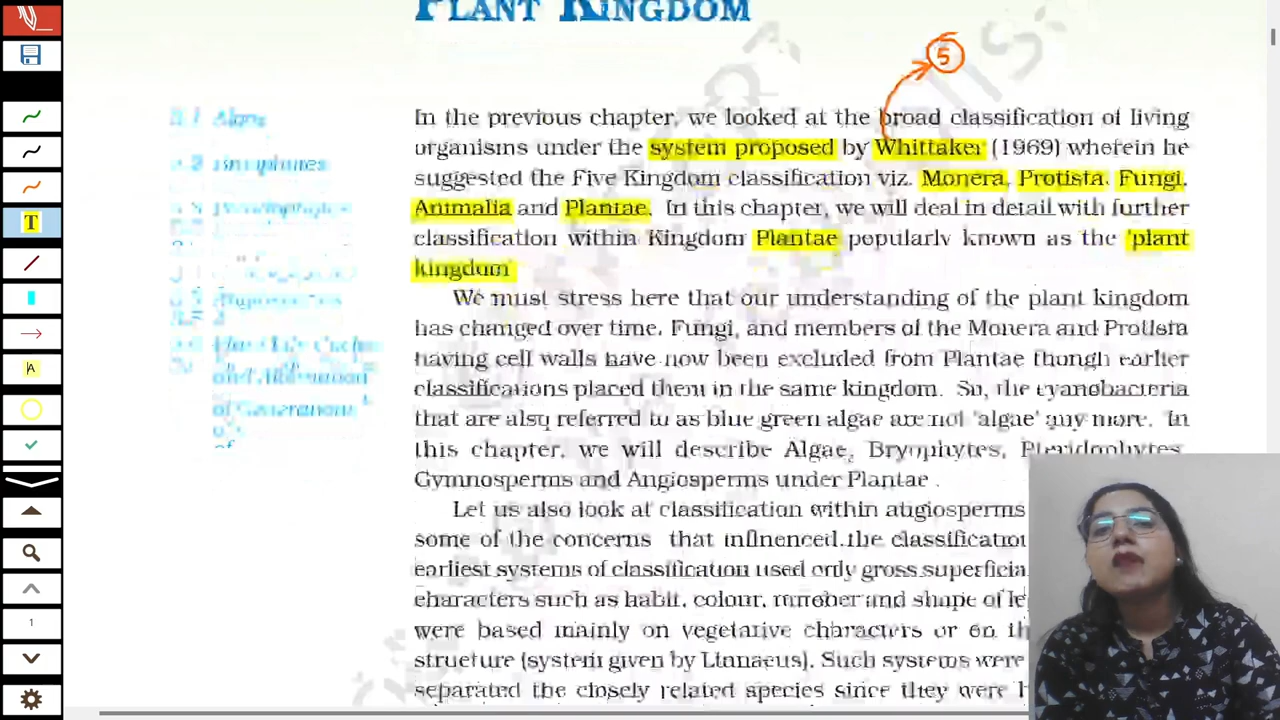 PLANT KINGDOM
5
In the previous chapter, we looked at the broad classification of living
organisms under the system proposed by Whittaker (1969) wherein he
suggested the Five Kingdom classification viz. Monera, Protista, Fungi,
Animalia and Plantae. In this chapter, we will deal in detail with further
classification within Kingdom Plantae popularly known as the 'plant
kingdom'
We must stress here that our understanding of the plant kingdom
has changed over time. Fungi, and members of the Monera and Protista
having cell walls have now been excluded from Plantae though earlier
classifications placed them in the same kingdom. So, the cyanobacteria
that are also referred to as blue green algae are not 'algae' any more. In
this chapter, we will describe Algae, Bryophytes, Pteridophytes,
Gymnosperms and Angiosperms under Plantae .
Let us also look at classification within angiosperms
some of the concerns that influenced the classification
earliest systems of classification used only gross superficia
characters such as habit, colour, number and shape of le
were based mainly on vegetative characters or on th
structure (system given by Linnaeus). Such systems were
separated the closely related species since they were
T
A
1